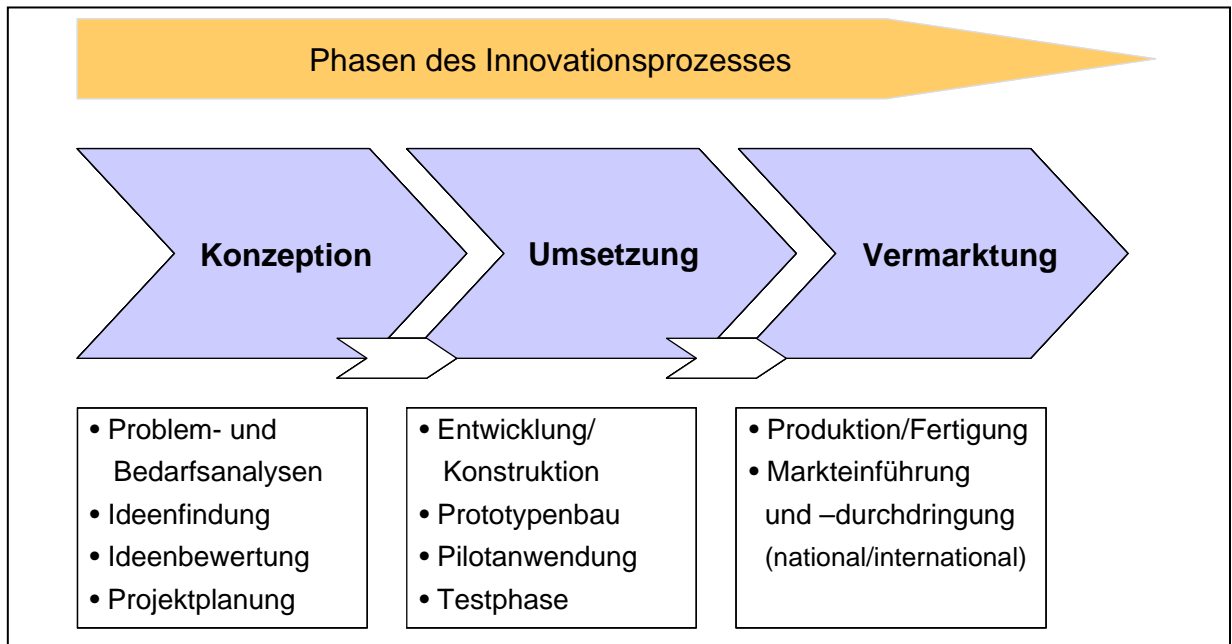 Phasen des Innovationsprozesses
Konzeption
Umsetzung
Vermarktung
• Problem- und
Bedarfsanalysen
• Ideenfindung
• Ideenbewertung
• Projektplanung
• Entwicklung/
Konstruktion
• Prototypenbau
• Pilotanwendung
• Testphase
• Produktion/Fertigung
• Markteinführung
und –durchdringung
(national/international)